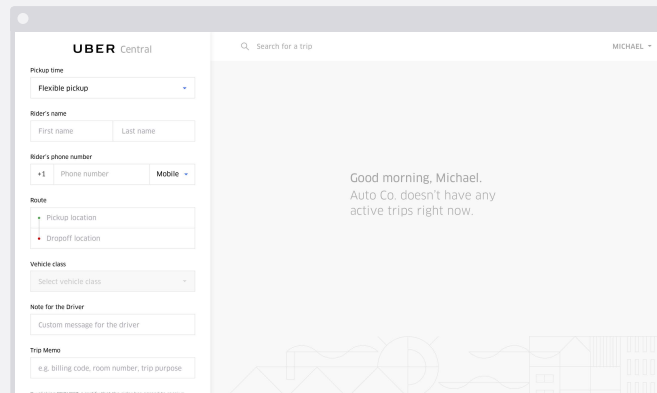 UBER Central
Search for a trip
MICHAEL
Pickup time
Flexible pickup
Rider's name
First name Last name
Rider's phone number
+1 Phone number Mobile
Route
Pickup location
Dropoff location
Vehicle class
Select vehicle class
Note for the Driver
Custom message for the driver
Trip Memo
e.g. billing code, room number, trip purpose
Good morning, Michael.
Auto Co. doesn't have any
active trips right now.